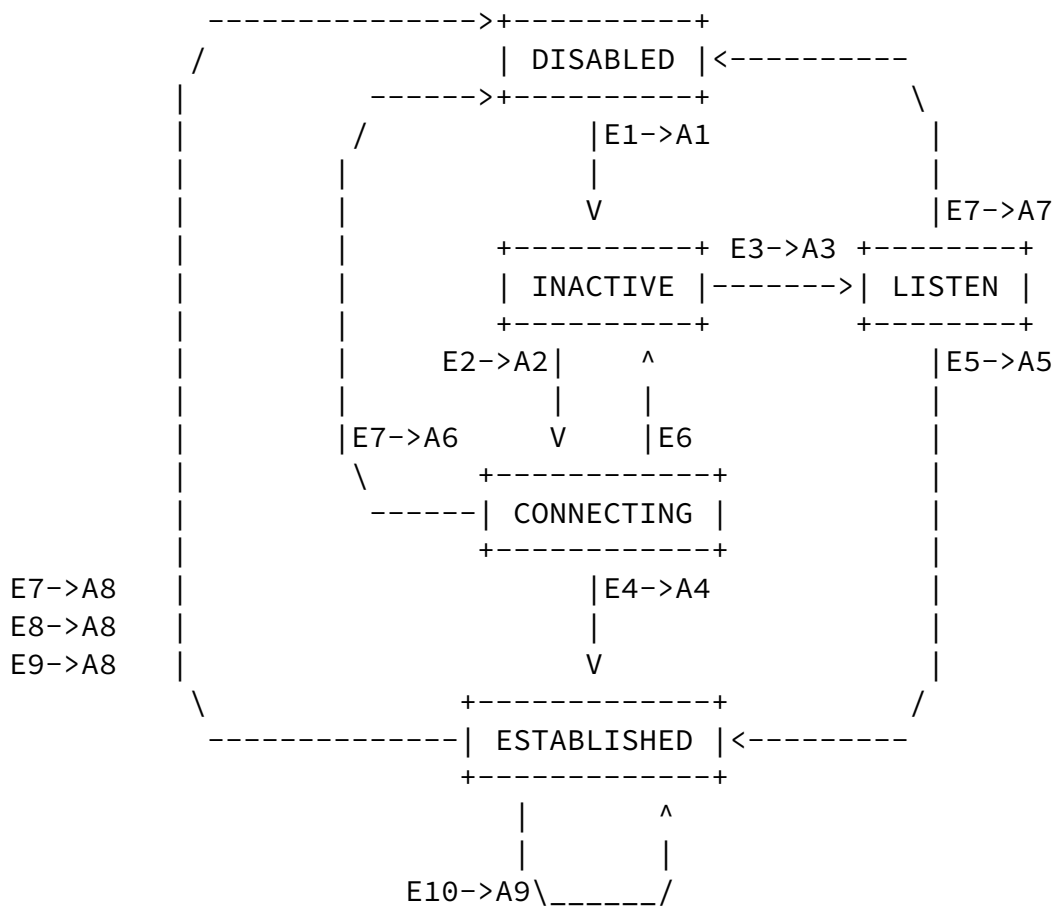 DISABLED
E1->A1
E7->A7
E3->A3
INACTIVE
LISTEN
E2->A2
E5->A5
E7->A6
E6
CONNECTING
E7->A8
E4->A4
E8->A8
E9->A8
ESTABLISHED
E10->A9